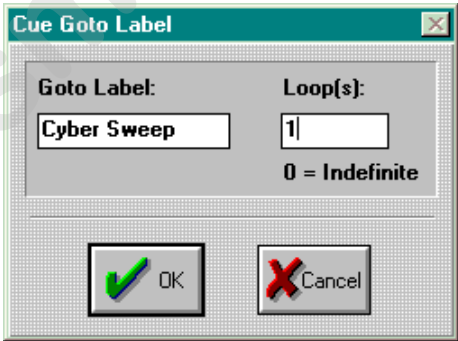 Cue Goto Label
Goto Label: Loop(s):
Cyber Sweep 1
0 = Indefinite
OK Cancel